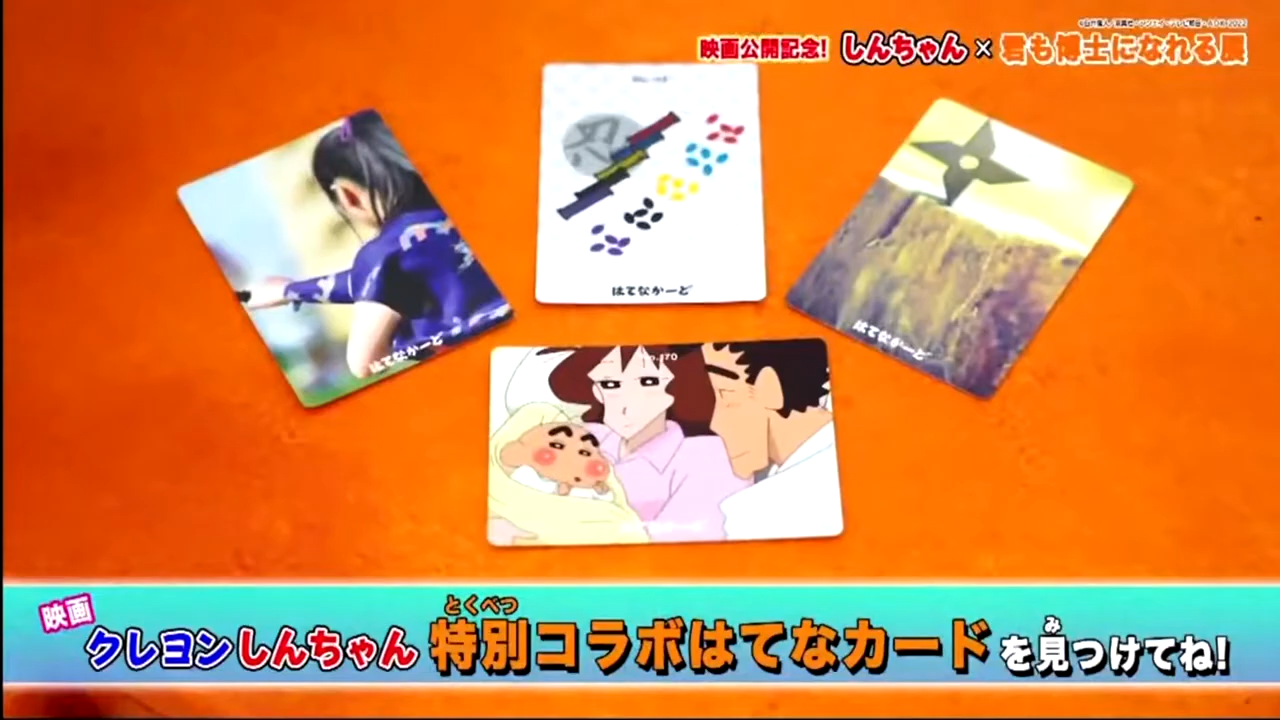 映画公開記念! しんちゃん × 君も博士になれる展
はてなかーど
はてなかーど
はてなかーど
No.170
映画
クレヨンしんちゃん 特別コラボはてなカードを見つけてね!
とくべつ
み